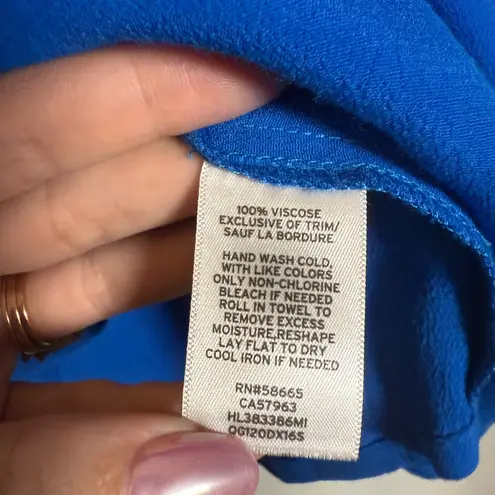 100% VISCOSE
EXCLUSIVE OF TRIM/
SAUF LA BORDURE
HAND WASH COLD,
WITH LIKE COLORS
ONLY NON-CHLORINE
BLEACH IF NEEDED
ROLL IN TOWEL TO
REMOVE EXCESS
MOISTURE,RESHAPE
LAY FLAT TO DRY
COOL IRON IF NEEDED
RN#58665
CA57963
HL383386MI
OG120DX16S